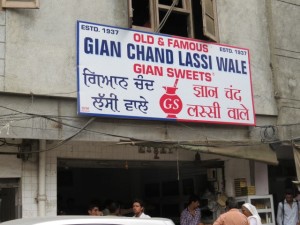 ESTD. 1937
OLD & FAMOUS
ESTD. 1937
GIAN CHAND LASSI WALE
GIAN SWEETS
ਗਿਆਨ ਚੰਦ
ਲੱਸੀ ਵਾਲੇ
GS
ज्ञान चंद
लस्सी वाले